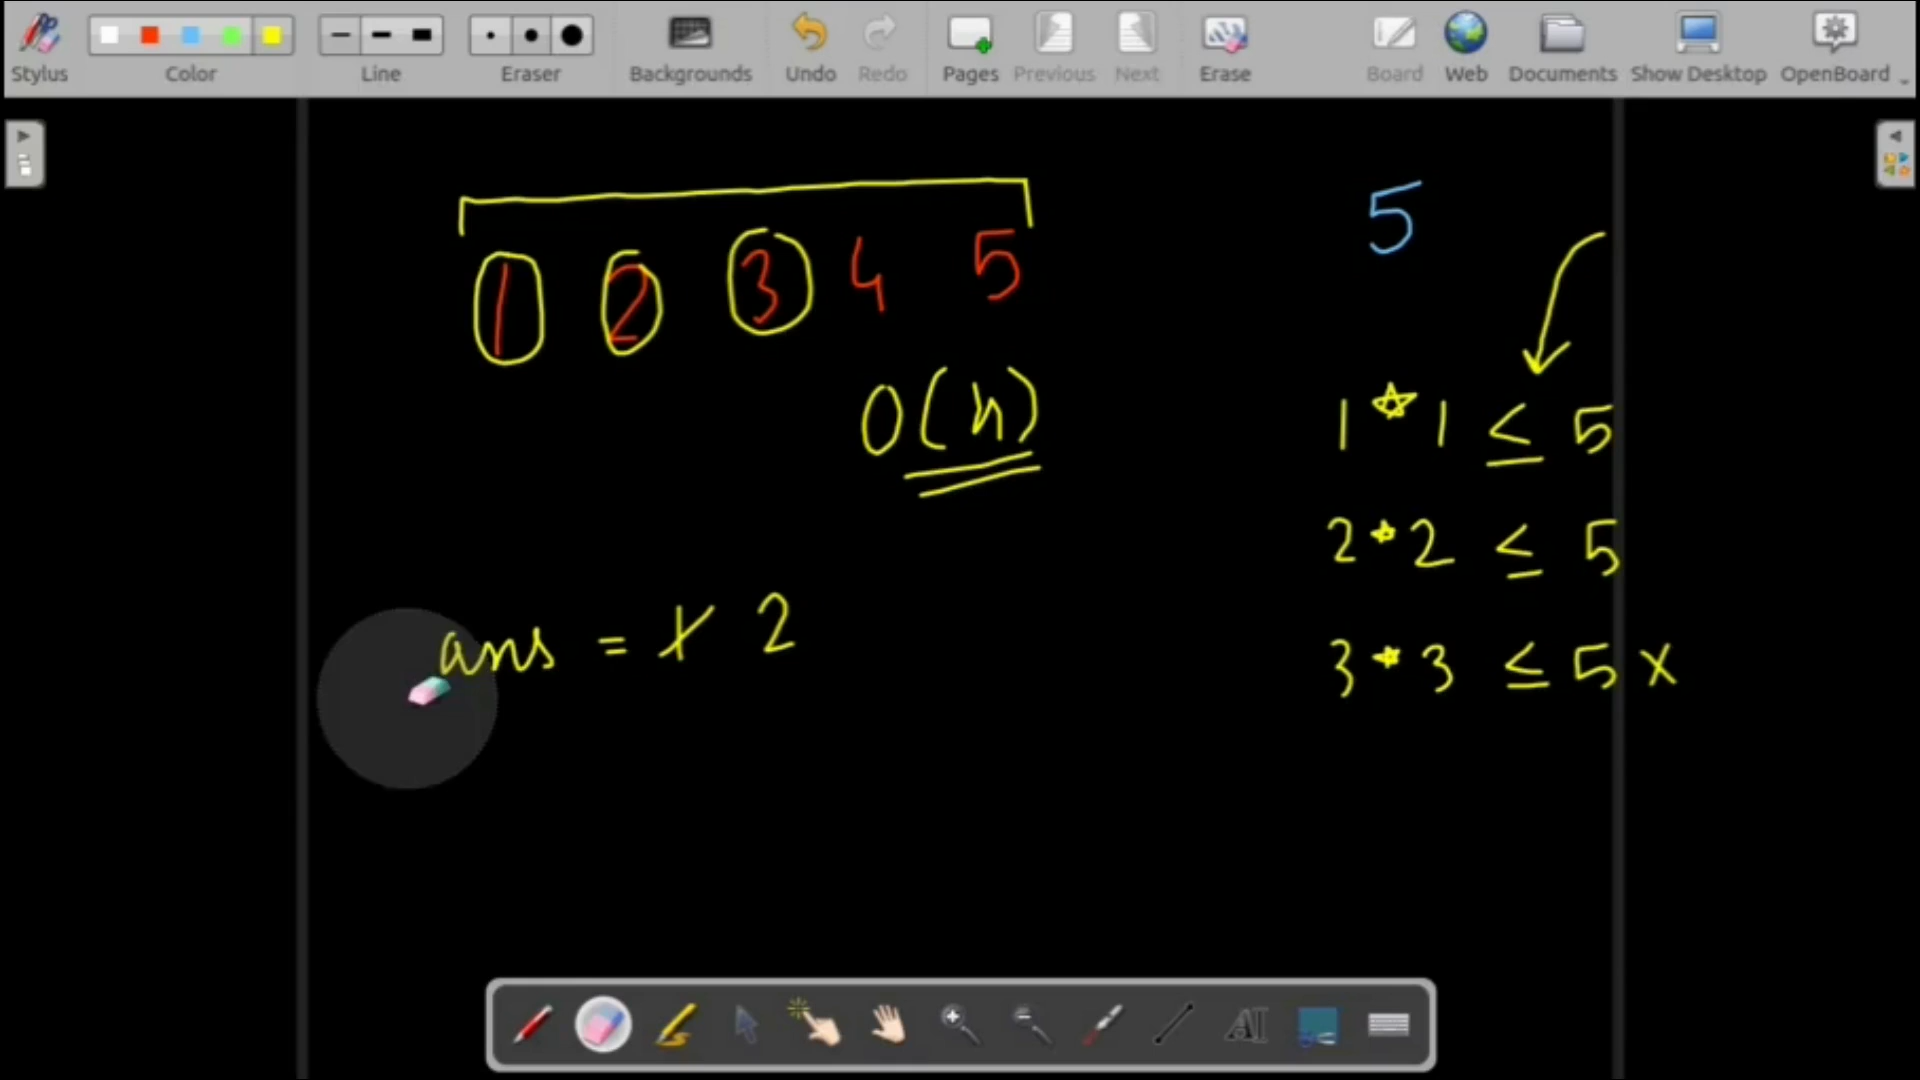 Stylus Color Line Eraser Backgrounds Undo Redo Pages Previous Next Erase Board Web Documents Show Desktop OpenBoard
1 2 3 4 5
5
O(n)
1 * 1 ≤ 5
2 * 2 ≤ 5
ans = 1 2
3 * 3 ≤ 5 x
AI